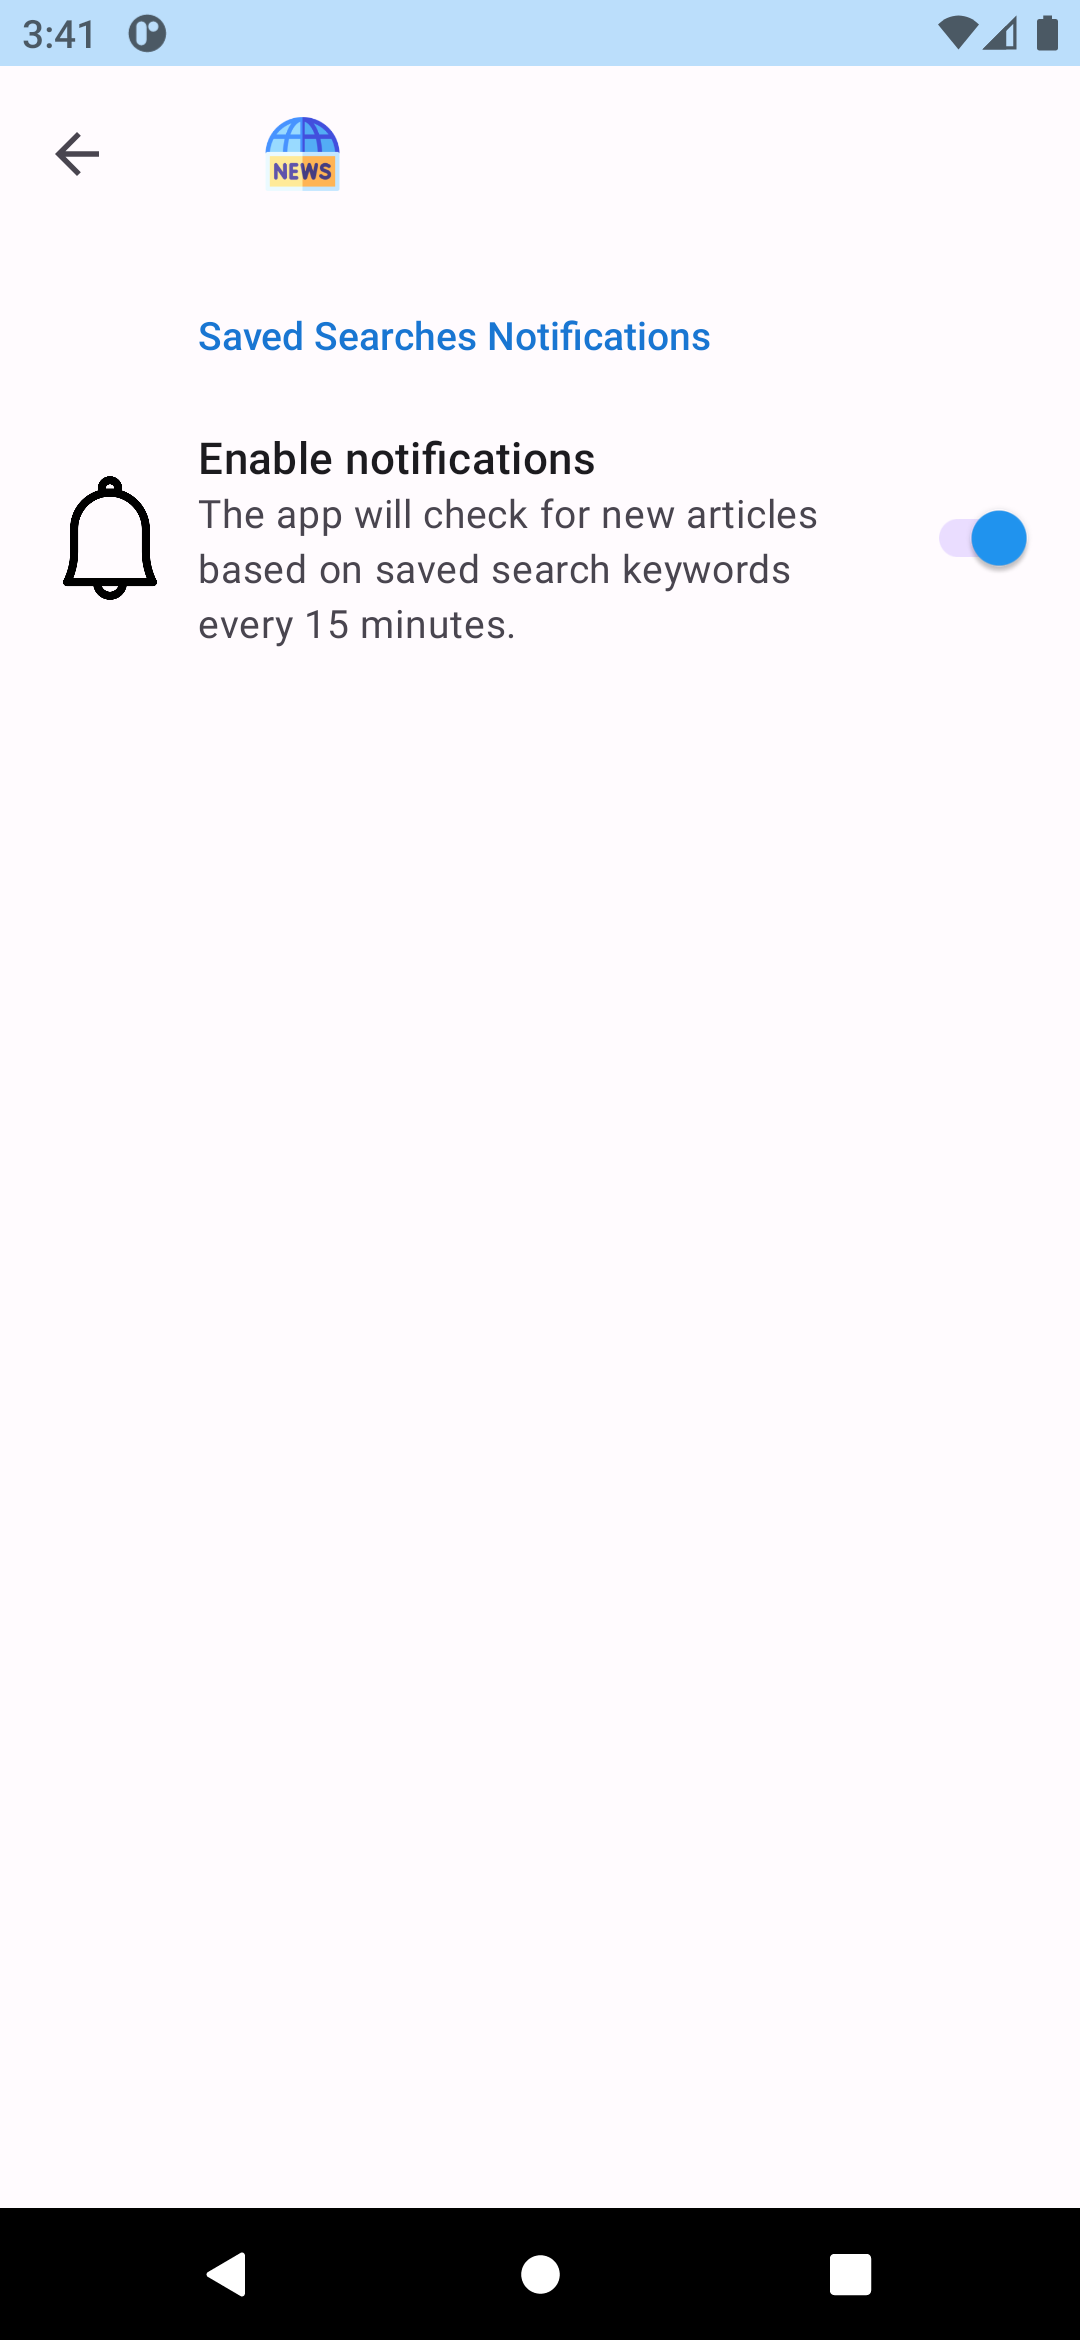 3:41
NEWS
Saved Searches Notifications
Enable notifications
The app will check for new articles
based on saved search keywords
every 15 minutes.